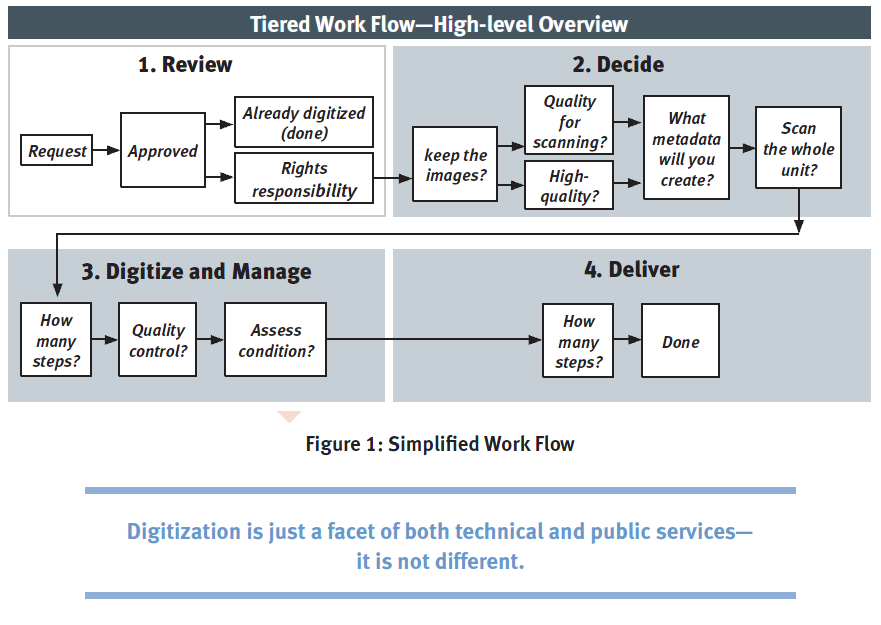 Tiered Work Flow—High-level Overview
1. Review
Request
Approved
Already digitized
(done)
Rights
responsibility
2. Decide
keep the
images?
Quality
for
scanning?
High-
quality?
What
metadata
will you
create?
Scan
the whole
unit?
3. Digitize and Manage
How
many
steps?
Quality
control?
Assess
condition?
4. Deliver
How
many
steps?
Done
Figure 1: Simplified Work Flow
Digitization is just a facet of both technical and public services—
it is not different.